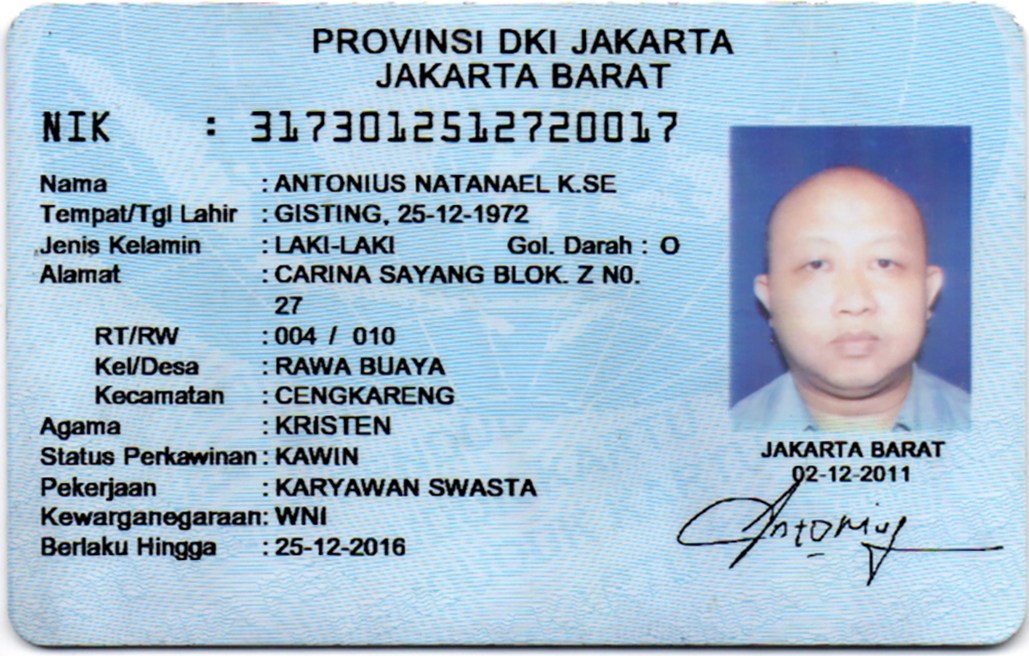 PROVINSI DKI JAKARTA
JAKARTA BARAT
NIK : 3173012512720017
Nama : ANTONIUS NATANAEL K.SE
Tempat/Tgl Lahir : GISTING, 25-12-1972
Jenis Kelamin : LAKI-LAKI Gol. Darah : O
Alamat : CARINA SAYANG BLOK. Z N0.
27
RT/RW : 004 / 010
Kel/Desa : RAWA BUAYA
Kecamatan : CENGKARENG
Agama : KRISTEN
Status Perkawinan : KAWIN
Pekerjaan : KARYAWAN SWASTA
Kewarganegaraan: WNI
Berlaku Hingga : 25-12-2016
JAKARTA BARAT
02-12-2011
Antonius